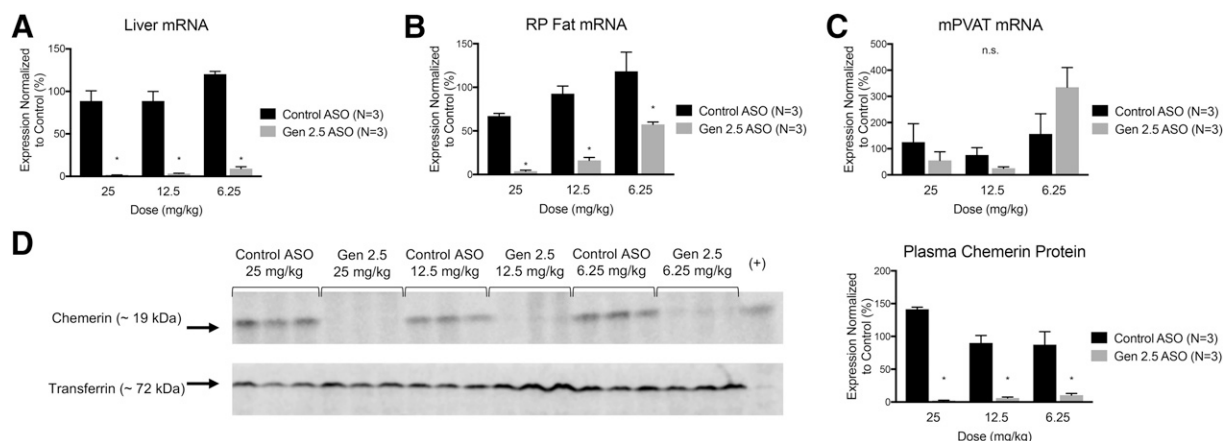 A
Liver mRNA
Expression Normalized
to Control (%)
150
100
50
0
*
*
*
25
12.5
6.25
Dose (mg/kg)
Control ASO (N=3)
Gen 2.5 ASO (N=3)
B
RP Fat mRNA
Expression Normalized
to Control (%)
150
100
50
0
*
*
*
25
12.5
6.25
Dose (mg/kg)
Control ASO (N=3)
Gen 2.5 ASO (N=3)
C
mPVAT mRNA
n.s.
Expression Normalized
to Control (%)
500
400
300
200
100
0
25
12.5
6.25
Dose (mg/kg)
Control ASO (N=3)
Gen 2.5 ASO (N=3)
D
Control ASO
25 mg/kg
Gen 2.5
25 mg/kg
Control ASO
12.5 mg/kg
Gen 2.5
12.5 mg/kg
Control ASO
6.25 mg/kg
Gen 2.5
6.25 mg/kg
(+)
Chemerin (~ 19 kDa)
Transferrin (~ 72 kDa)
Plasma Chemerin Protein
Expression Normalized
to Control (%)
200
150
100
50
0
*
*
*
25
12.5
6.25
Dose (mg/kg)
Control ASO (N=3)
Gen 2.5 ASO (N=3)